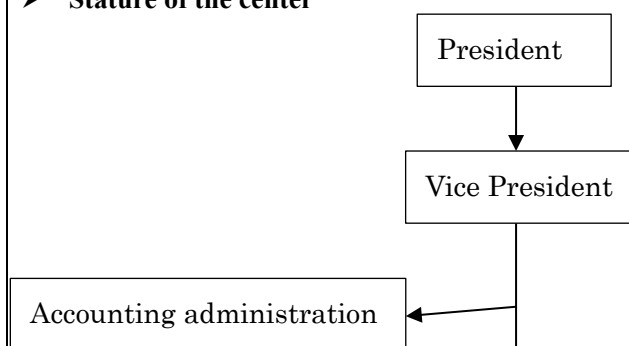 ➢ Stature of the center
President
Vice President
Accounting administration